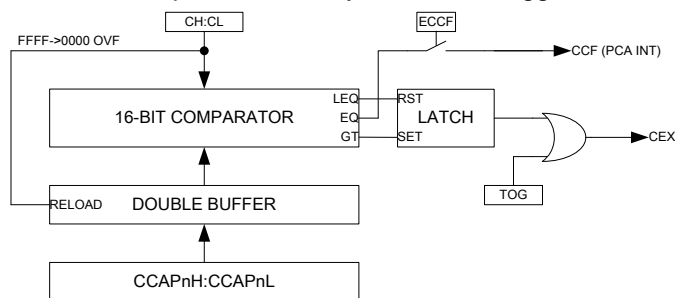 CH:CL
ECCF
FFFF->0000 OVF
CCF (PCA INT)
LEQ
RST
16-BIT COMPARATOR
EQ
LATCH
GT
SET
CEX
TOG
RELOAD
DOUBLE BUFFER
CCAPnH:CCAPnL